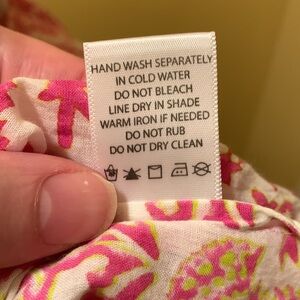 HAND WASH SEPARATELY
IN COLD WATER
DO NOT BLEACH
LINE DRY IN SHADE
WARM IRON IF NEEDED
DO NOT RUB
DO NOT DRY CLEAN